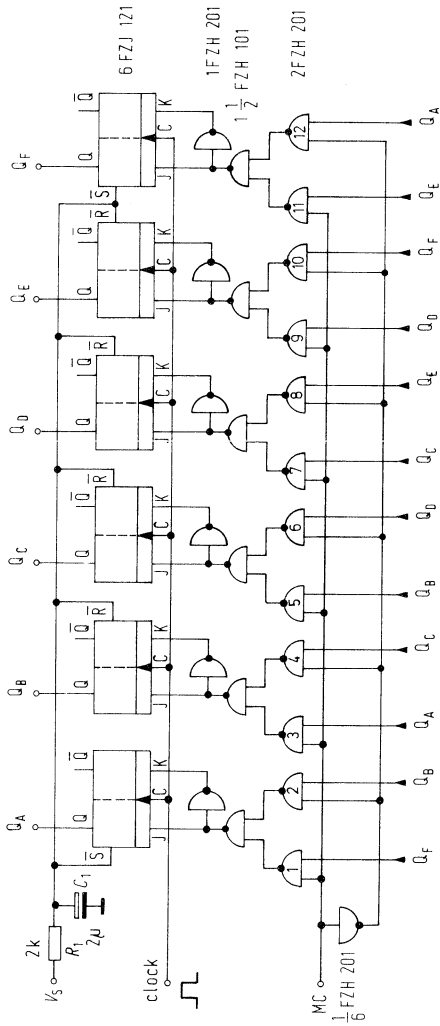 Q_A Q_B Q_C Q_D Q_E Q_F
2k
R₁
V_S
C₁
2µ
Q Q̄ Q Q̄ Q Q̄ Q Q̄ Q Q̄ Q Q̄
S̄ R̄ R̄ R̄ R̄ S̄
6 FZJ 121
clock
J C K J C K J C K J C K J C K J C K
1 FZH 201
1 1/2 FZH 101
1 2 3 4 5 6 7 8 9 10 11 12
2 FZH 201
MC
1/6 FZH 201
Q_F Q_B Q_A Q_C Q_B Q_D Q_C Q_E Q_D Q_F Q_E Q_A